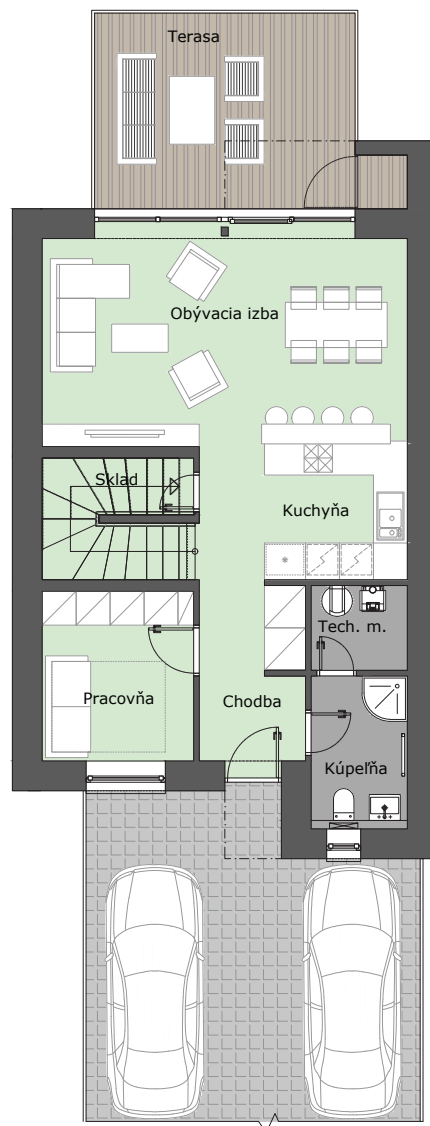 Terasa
Obývacia izba
Sklad
Kuchyňa
Tech. m.
Pracovňa
Chodba
Kúpeľňa